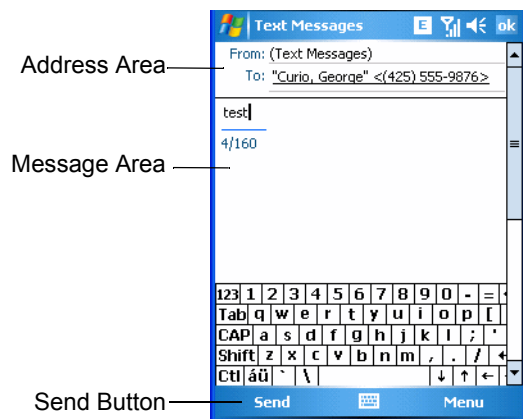 Text Messages E ok
From: (Text Messages)
Address Area
To: "Curio, George" <(425) 555-9876>
test
4/160
Message Area
123 1 2 3 4 5 6 7 8 9 0 - =
Tab q w e r t y u i o p [
CAP a s d f g h j k l ; '
Shift z x c v b n m , . /
Ctl áü ` \
Send Button
Send Menu